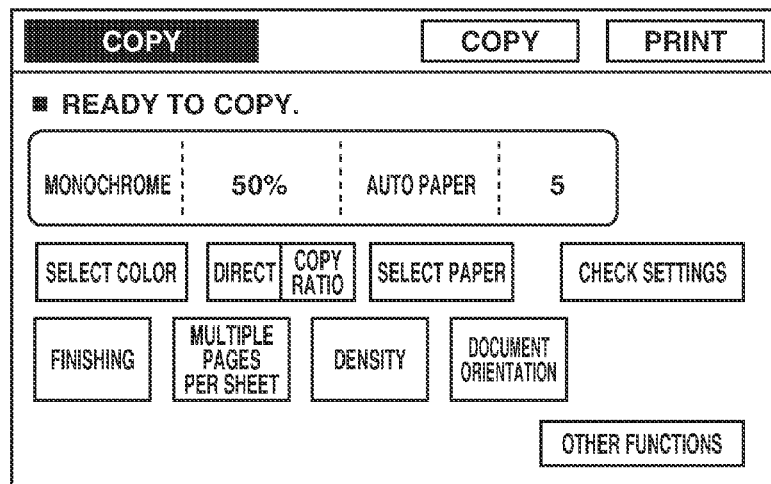 COPY COPY PRINT
■ READY TO COPY.
MONOCHROME 50% AUTO PAPER 5
SELECT COLOR DIRECT COPY RATIO SELECT PAPER CHECK SETTINGS
FINISHING MULTIPLE PAGES PER SHEET DENSITY DOCUMENT ORIENTATION
OTHER FUNCTIONS